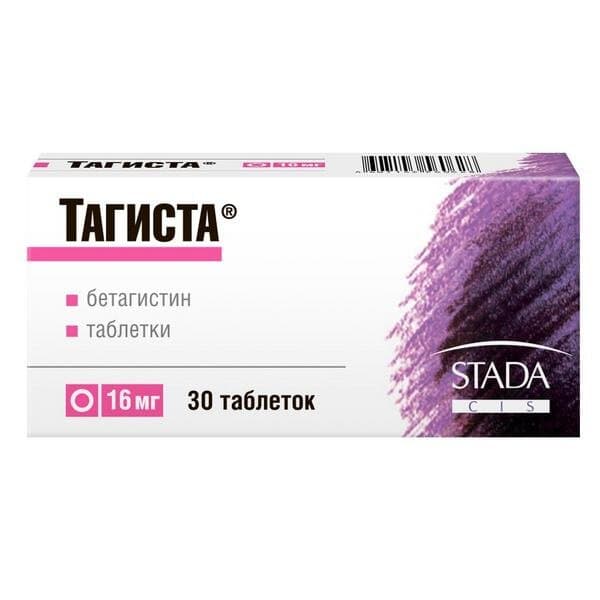 ТАГИСТА® 16 мг
ТАГИСТА®
бетагистин
таблетки
16 мг 30 таблеток
STADA
CIS